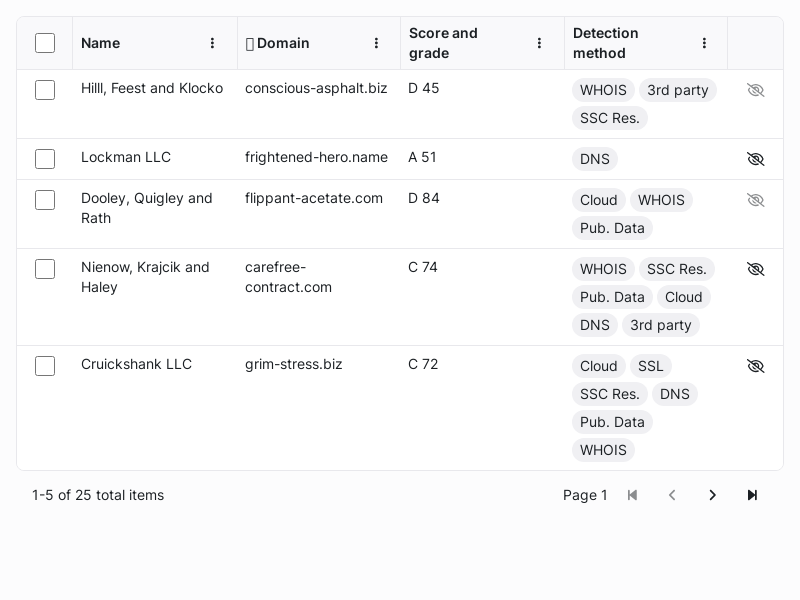 Name
Domain
Score and
grade
Detection
method
Hilll, Feest and Klocko
conscious-asphalt.biz
D 45
WHOIS 3rd party
SSC Res.
Lockman LLC
frightened-hero.name
A 51
DNS
Dooley, Quigley and
Rath
flippant-acetate.com
D 84
Cloud WHOIS
Pub. Data
Nienow, Krajcik and
Haley
carefree-
contract.com
C 74
WHOIS SSC Res.
Pub. Data Cloud
DNS 3rd party
Cruickshank LLC
grim-stress.biz
C 72
Cloud SSL
SSC Res. DNS
Pub. Data
WHOIS
1-5 of 25 total items
Page 1